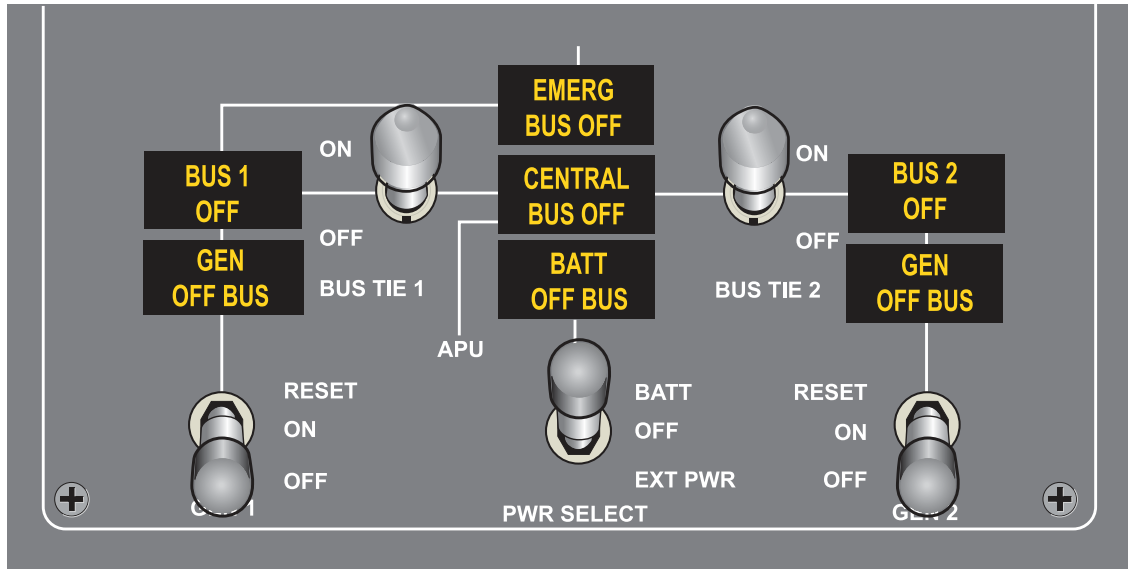 EMERG
BUS OFF
ON
ON
BUS 1
OFF
CENTRAL
BUS OFF
BUS 2
OFF
OFF
OFF
GEN
OFF BUS
BUS TIE 1
BATT
OFF BUS
BUS TIE 2
GEN
OFF BUS
APU
RESET
ON
OFF
BATT
OFF
EXT PWR
RESET
ON
OFF
PWR SELECT
GEN 2